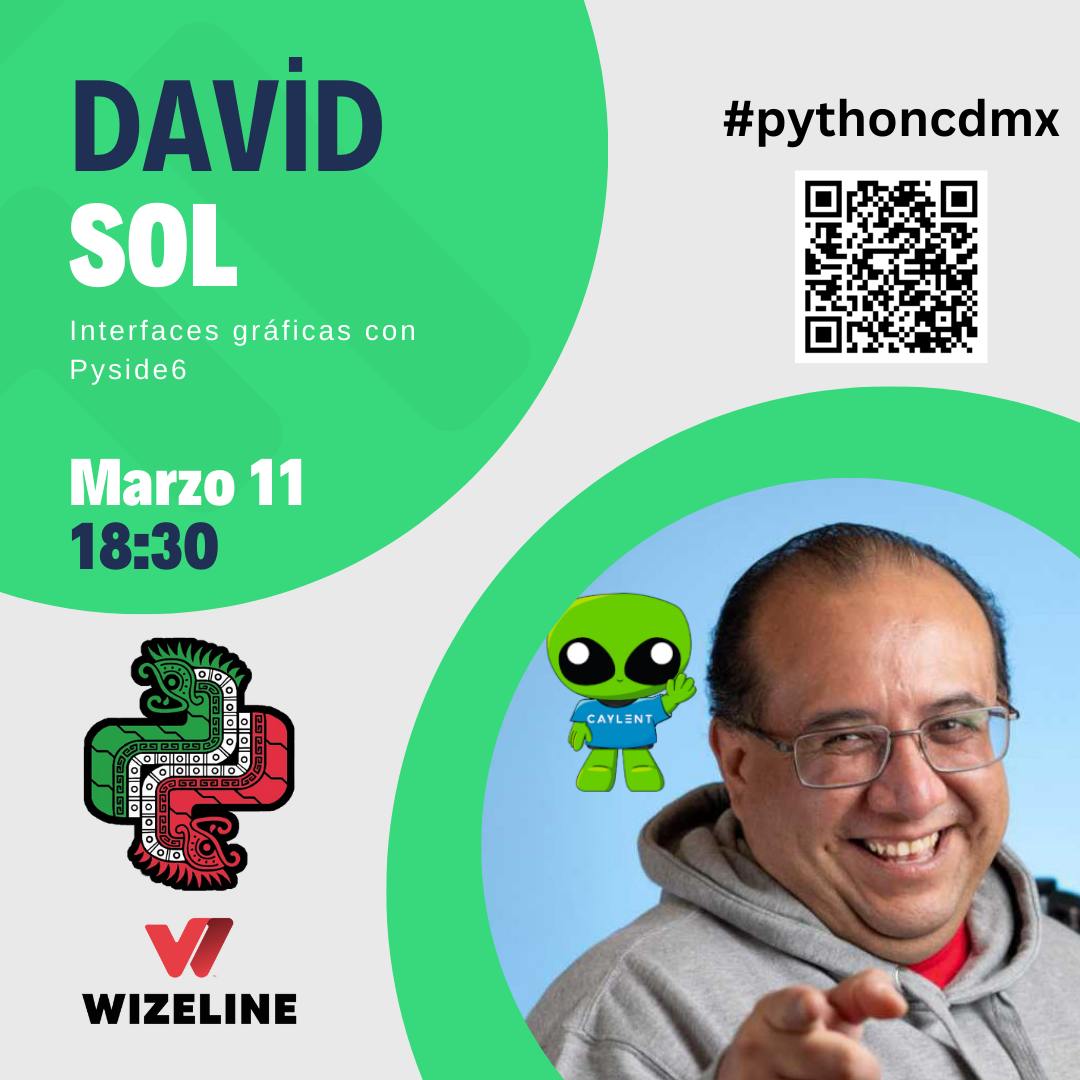 DAVİD
SOL
Interfaces gráficas con
Pyside6
Marzo 11
18:30
#pythoncdmx
CAYLENT
WIZELINE